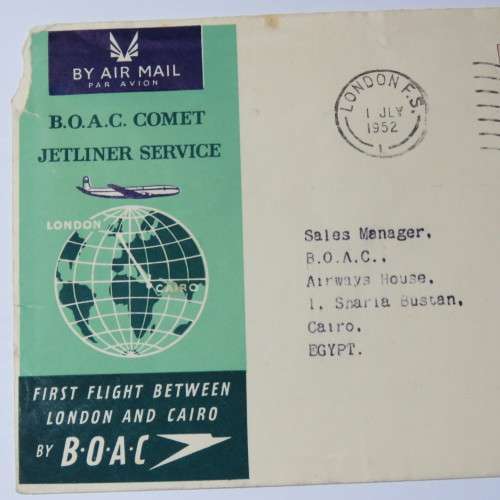 BY AIR MAIL
PAR AVION
B.O.A.C. COMET
JETLINER SERVICE
LONDON
CAIRO
FIRST FLIGHT BETWEEN
LONDON AND CAIRO
BY B·O·A·C
LONDON F.S.
1 JLY
1952
1
Sales Manager,
B.O.A.C.,
Airways House,
1, Sharia Bustan,
Cairo,
EGYPT.